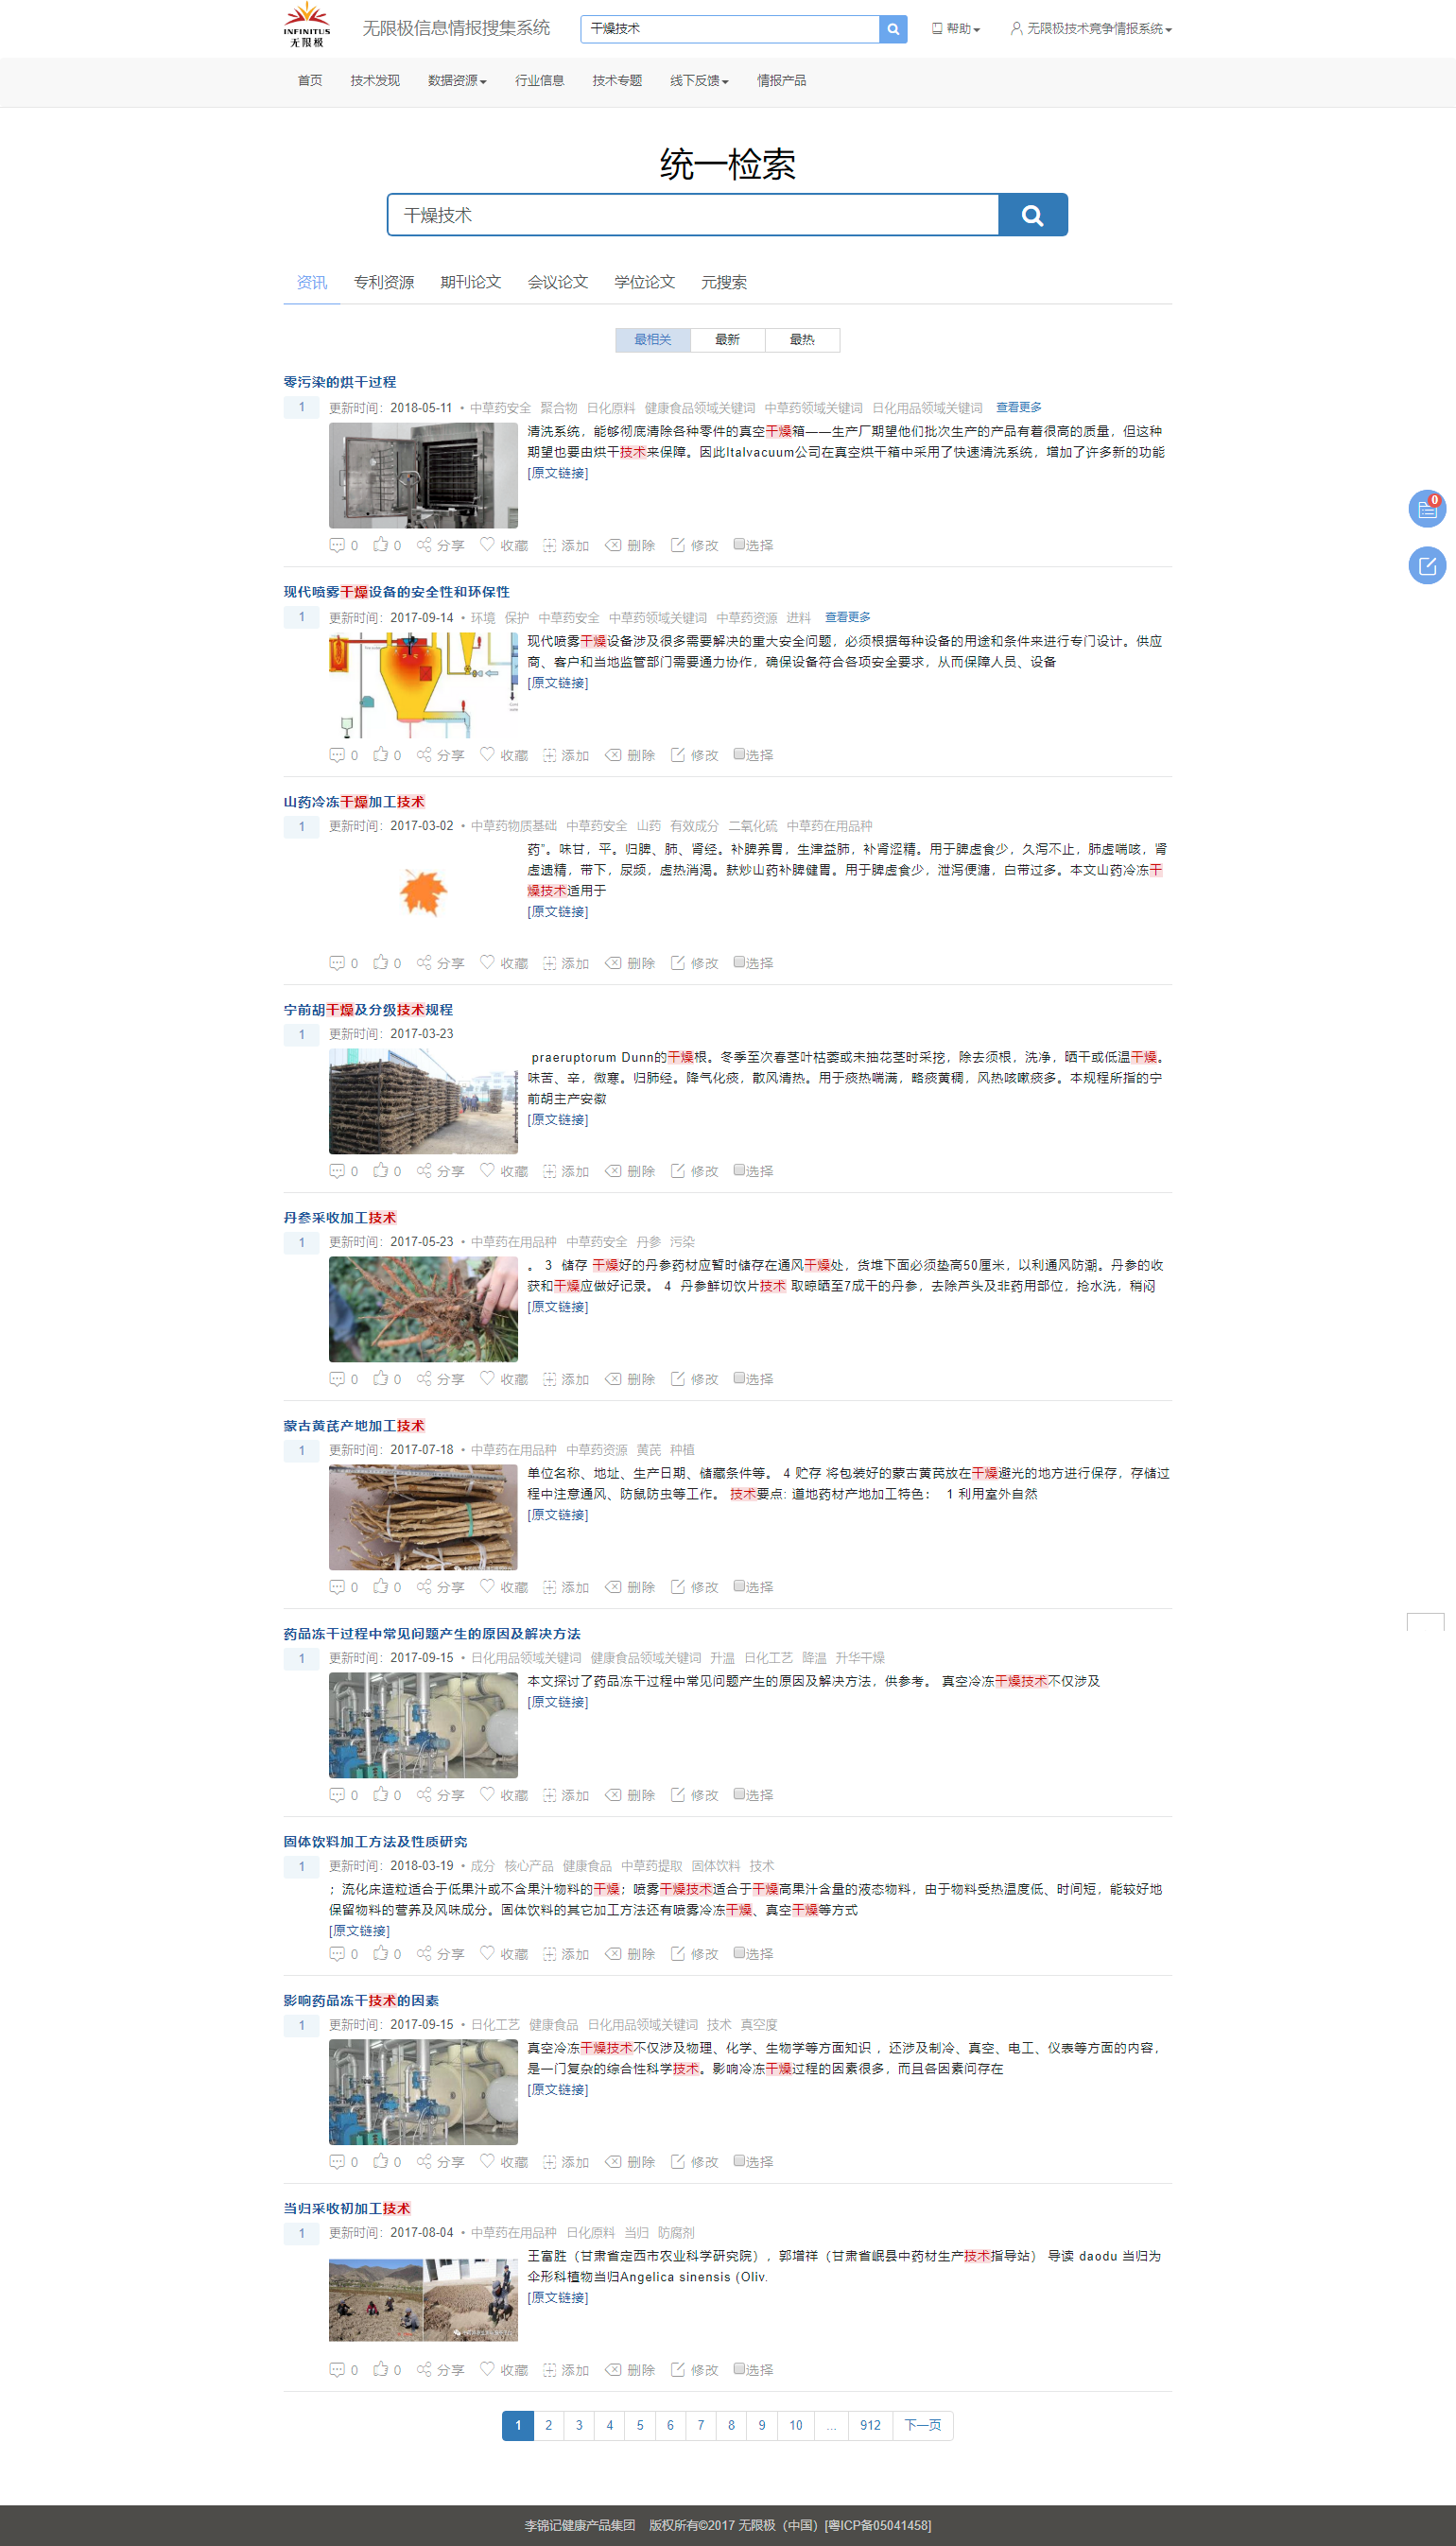 INFINITUS
无限极
无限极信息情报搜集系统
干燥技术
帮助
无限极技术竞争情报系统
首页 技术发现 数据资源 行业信息 技术专题 线下反馈 情报产品
统一检索
干燥技术
资讯 专利资源 期刊论文 会议论文 学位论文 元搜索
最相关 最新 最热
零污染的烘干过程
1 更新时间：2018-05-11 • 中草药安全 聚合物 日化原料 健康食品领域关键词 中草药领域关键词 日化用品领域关键词 查看更多
清洗系统，能够彻底清除各种零件的真空干燥箱——生产厂期望他们批次生产的产品有着很高的质量，但这种
期望也要由烘干技术来保障。因此Italvacuum公司在真空烘干箱中采用了快速清洗系统，增加了许多新的功能
[原文链接]
0 0 分享 收藏 添加 删除 修改 选择
0
现代喷雾干燥设备的安全性和环保性
1 更新时间：2017-09-14 • 环境 保护 中草药安全 中草药领域关键词 中草药资源 进料 查看更多
现代喷雾干燥设备涉及很多需要解决的重大安全问题，必须根据每种设备的用途和条件来进行专门设计。供应
商、客户和当地监管部门需要通力协作，确保设备符合各项安全要求，从而保障人员、设备
[原文链接]
0 0 分享 收藏 添加 删除 修改 选择
山药冷冻干燥加工技术
1 更新时间：2017-03-02 • 中草药物质基础 中草药安全 山药 有效成分 二氧化硫 中草药在用品种
药”。味甘，平。归脾、肺、肾经。补脾养胃，生津益肺，补肾涩精。用于脾虚食少，久泻不止，肺虚喘咳，肾
虚遗精，带下，尿频，虚热消渴。麸炒山药补脾健胃。用于脾虚食少，泄泻便溏，白带过多。本文山药冷冻干
燥技术适用于
[原文链接]
0 0 分享 收藏 添加 删除 修改 选择
宁前胡干燥及分级技术规程
1 更新时间：2017-03-23
praeruptorum Dunn的干燥根。冬季至次春茎叶枯萎或未抽花茎时采挖，除去须根，洗净，晒干或低温干燥。
味苦、辛，微寒。归肺经。降气化痰，散风清热。用于痰热喘满，咯痰黄稠，风热咳嗽痰多。本规程所指的宁
前胡主产安徽
[原文链接]
0 0 分享 收藏 添加 删除 修改 选择
丹参采收加工技术
1 更新时间：2017-05-23 • 中草药在用品种 中草药安全 丹参 污染
。 3 储存 干燥好的丹参药材应暂时储存在通风干燥处，货堆下面必须垫高50厘米，以利通风防潮。丹参的收
获和干燥应做好记录。 4 丹参鲜切饮片技术 取晾晒至7成干的丹参，去除芦头及非药用部位，抢水洗，稍闷
[原文链接]
0 0 分享 收藏 添加 删除 修改 选择
蒙古黄芪产地加工技术
1 更新时间：2017-07-18 • 中草药在用品种 中草药资源 黄芪 种植
单位名称、地址、生产日期、储藏条件等。 4 贮存 将包装好的蒙古黄芪放在干燥避光的地方进行保存，存储过
程中注意通风、防鼠防虫等工作。 技术要点: 道地药材产地加工特色： 1 利用室外自然
[原文链接]
0 0 分享 收藏 添加 删除 修改 选择
药品冻干过程中常见问题产生的原因及解决方法
1 更新时间：2017-09-15 • 日化用品领域关键词 健康食品领域关键词 升温 日化工艺 降温 升华干燥
本文探讨了药品冻干过程中常见问题产生的原因及解决方法，供参考。 真空冷冻干燥技术不仅涉及
[原文链接]
0 0 分享 收藏 添加 删除 修改 选择
固体饮料加工方法及性质研究
1 更新时间：2018-03-19 • 成分 核心产品 健康食品 中草药提取 固体饮料 技术
；流化床造粒适合于低果汁或不含果汁物料的干燥；喷雾干燥技术适合于干燥高果汁含量的液态物料，由于物料受热温度低、时间短，能较好地
保留物料的营养及风味成分。固体饮料的其它加工方法还有喷雾冷冻干燥、真空干燥等方式
[原文链接]
0 0 分享 收藏 添加 删除 修改 选择
影响药品冻干技术的因素
1 更新时间：2017-09-15 • 日化工艺 健康食品 日化用品领域关键词 技术 真空度
真空冷冻干燥技术不仅涉及物理、化学、生物学等方面知识 ，还涉及制冷、真空、电工、仪表等方面的内容，
是一门复杂的综合性科学技术。影响冷冻干燥过程的因素很多，而且各因素问存在
[原文链接]
0 0 分享 收藏 添加 删除 修改 选择
当归采收初加工技术
1 更新时间：2017-08-04 • 中草药在用品种 日化原料 当归 防腐剂
王富胜（甘肃省定西市农业科学研究院），郭增祥（甘肃省岷县中药材生产技术指导站） 导读 daodu 当归为
伞形科植物当归Angelica sinensis (Oliv.
[原文链接]
0 0 分享 收藏 添加 删除 修改 选择
1 2 3 4 5 6 7 8 9 10 ... 912 下一页
李锦记健康产品集团 版权所有©2017 无限极（中国）[粤ICP备05041458]